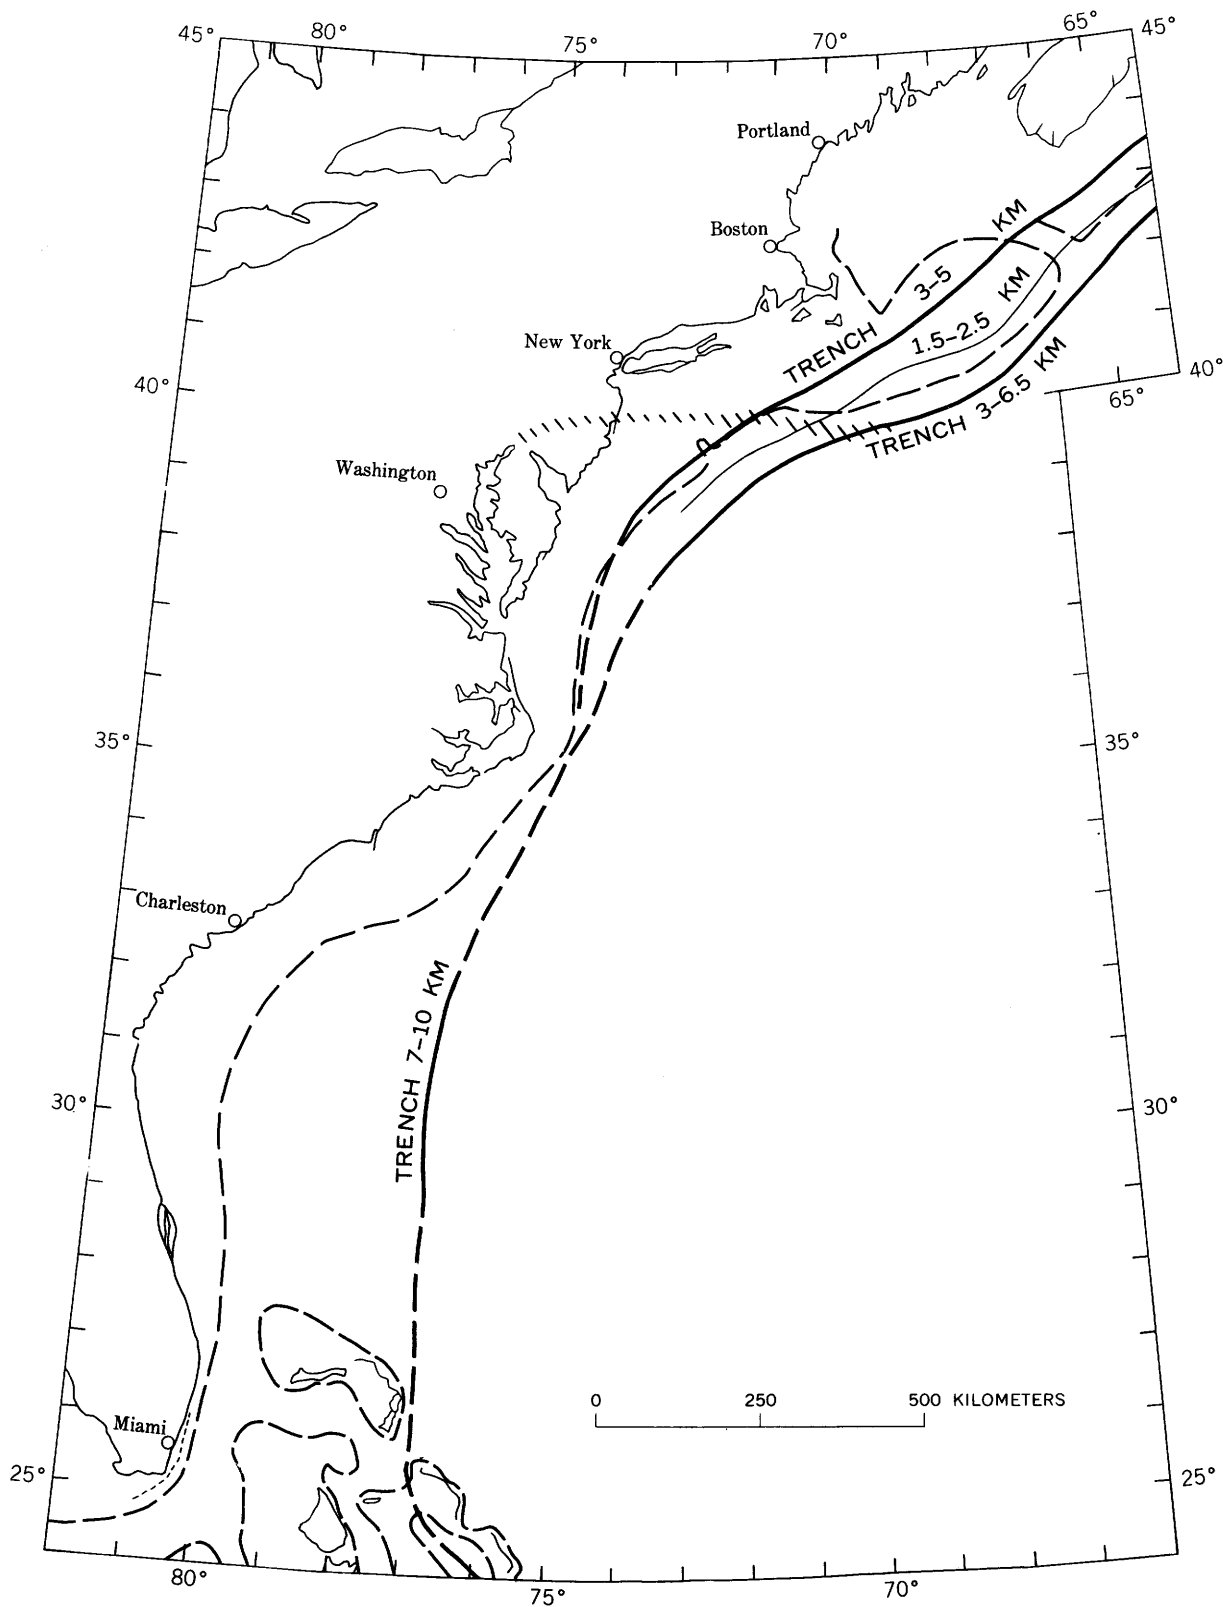 45°
80°
75°
70°
65°
45°
Portland
Boston
KM
3–5
TRENCH
KM
1.5–2.5
New York
KM
3–6.5
TRENCH
40°
40°
65°
Washington
35°
35°
Charleston
TRENCH 7–10 KM
30°
30°
0 250 500 KILOMETERS
Miami
25°
25°
80°
75°
70°